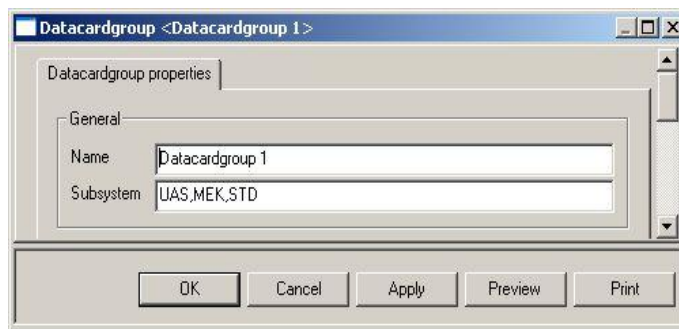 Datacardgroup <Datacardgroup 1>
Datacardgroup properties
General
Name Datacardgroup 1
Subsystem UAS,MEK,STD
OK Cancel Apply Preview Print